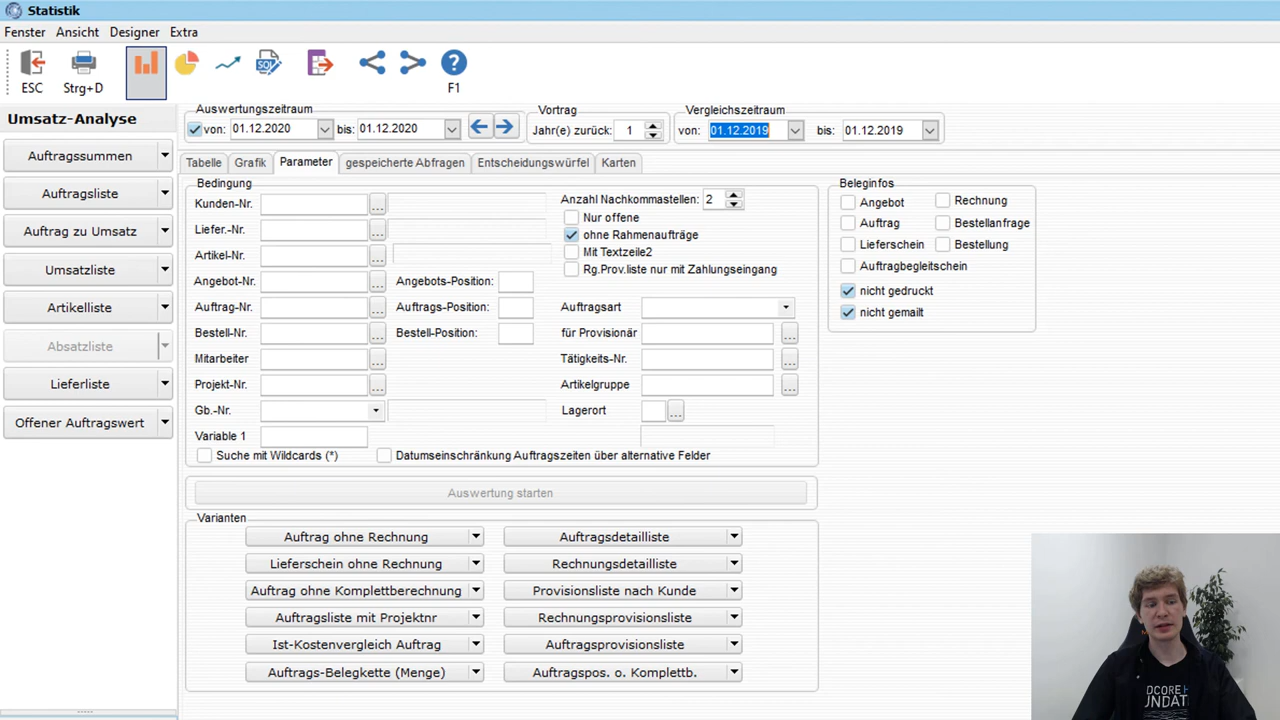 Statistik
Fenster Ansicht Designer Extra
ESC Strg+D F1
Umsatz-Analyse
Auftragssummen
Auftragsliste
Auftrag zu Umsatz
Umsatzliste
Artikelliste
Absatzliste
Lieferliste
Offener Auftragswert
Auswertungszeitraum
von: 01.12.2020 bis: 01.12.2020
Vortrag
Jahr(e) zurück: 1
Vergleichszeitraum
von: 01.12.2019 bis: 01.12.2019
Tabelle Grafik Parameter gespeicherte Abfragen Entscheidungswürfel Karten
Bedingung
Kunden-Nr. ...
Liefer.-Nr. ...
Artikel-Nr. ...
Angebot-Nr. ... Angebots-Position:
Auftrag-Nr. ... Auftrags-Position:
Bestell-Nr. ... Bestell-Position:
Mitarbeiter ...
Projekt-Nr. ...
Gb.-Nr.
Variable 1
Anzahl Nachkommastellen: 2
Nur offene
ohne Rahmenaufträge
Mit Textzeile2
Rg.Prov.liste nur mit Zahlungseingang
Auftragsart
für Provisionär ...
Tätigkeits-Nr. ...
Artikelgruppe ...
Lagerort ...
Suche mit Wildcards (*) Datumseinschränkung Auftragszeiten über alternative Felder
Beleginfos
Angebot Rechnung
Auftrag Bestellanfrage
Lieferschein Bestellung
Auftragbegleitschein
nicht gedruckt
nicht gemailt
Auswertung starten
Varianten
Auftrag ohne Rechnung Auftragsdetailliste
Lieferschein ohne Rechnung Rechnungsdetailliste
Auftrag ohne Komplettberechnung Provisionsliste nach Kunde
Auftragsliste mit Projektnr Rechnungsprovisionsliste
Ist-Kostenvergleich Auftrag Auftragsprovisionsliste
Auftrags-Belegkette (Menge) Auftragspos. o. Komplettb.